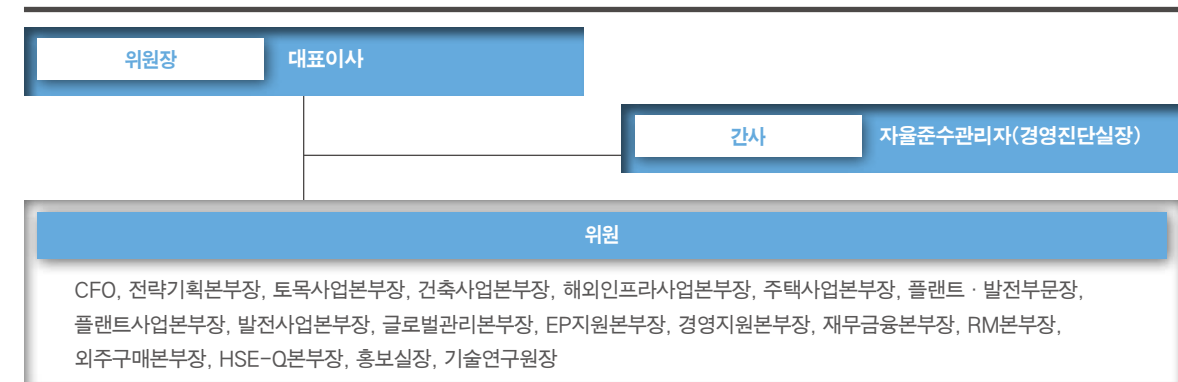 위원장 대표이사
간사 자율준수관리자(경영진단실장)
위원
CFO, 전략기획본부장, 토목사업본부장, 건축사업본부장, 해외인프라사업본부장, 주택사업본부장, 플랜트 · 발전부문장,
플랜트사업본부장, 발전사업본부장, 글로벌관리본부장, EP지원본부장, 경영지원본부장, 재무금융본부장, RM본부장,
외주구매본부장, HSE-Q본부장, 홍보실장, 기술연구원장